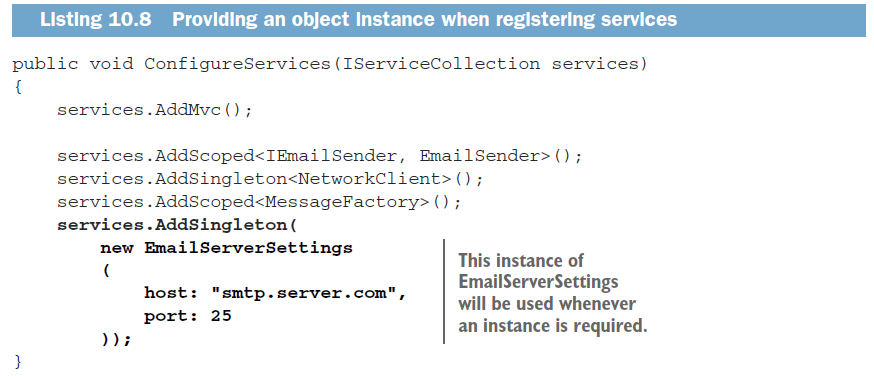 Listing 10.8 Providing an object instance when registering services
public void ConfigureServices(IServiceCollection services)
{
    services.AddMvc();

    services.AddScoped<IEmailSender, EmailSender>();
    services.AddSingleton<NetworkClient>();
    services.AddScoped<MessageFactory>();
    services.AddSingleton(
        new EmailServerSettings
        (
            host: "smtp.server.com",
            port: 25
        ));
}
This instance of
EmailServerSettings
will be used whenever
an instance is required.